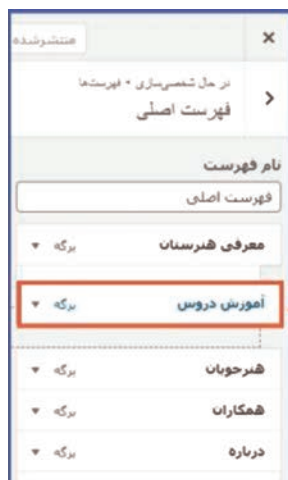 منتشرشده
در حال شخصی‌سازی • فهرست‌ها
فهرست اصلی
نام فهرست
فهرست اصلی
معرفی هنرستان برگه
آموزش دروس برگه
هنرجویان برگه
همکاران برگه
درباره برگه